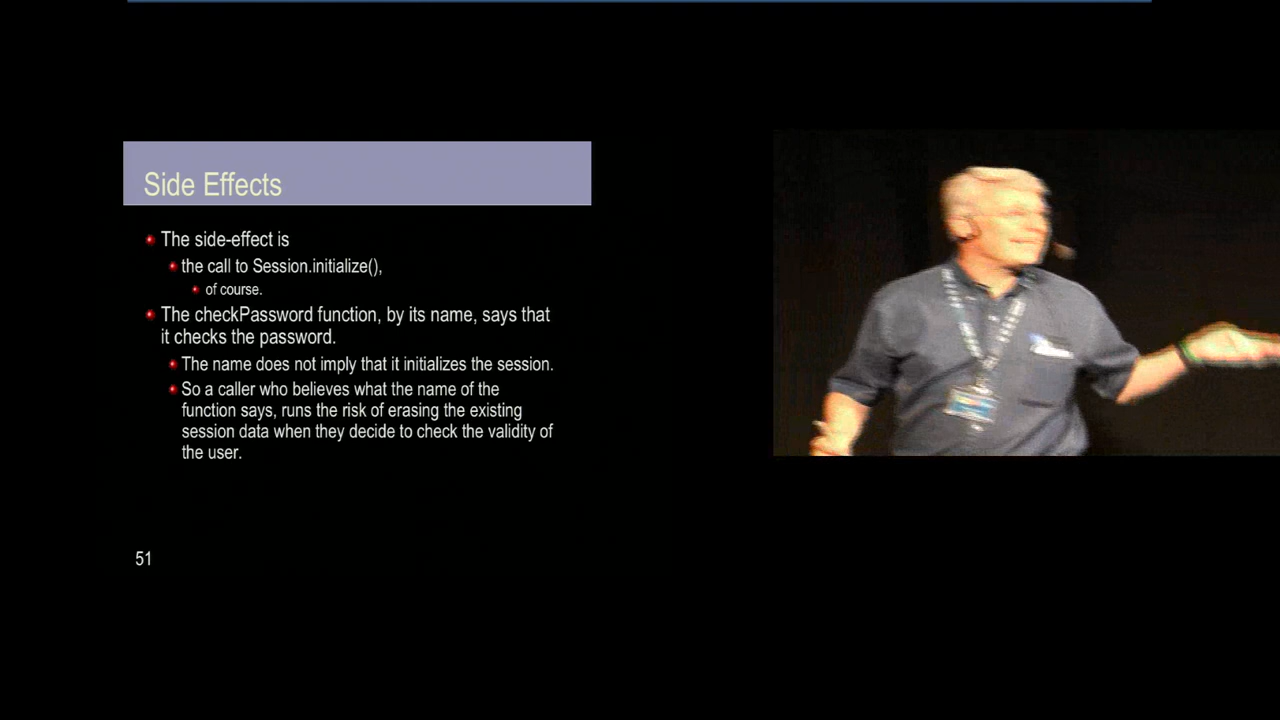 Side Effects
The side-effect is
the call to Session.initialize(),
of course.
The checkPassword function, by its name, says that
it checks the password.
The name does not imply that it initializes the session.
So a caller who believes what the name of the
function says, runs the risk of erasing the existing
session data when they decide to check the validity of
the user.
51